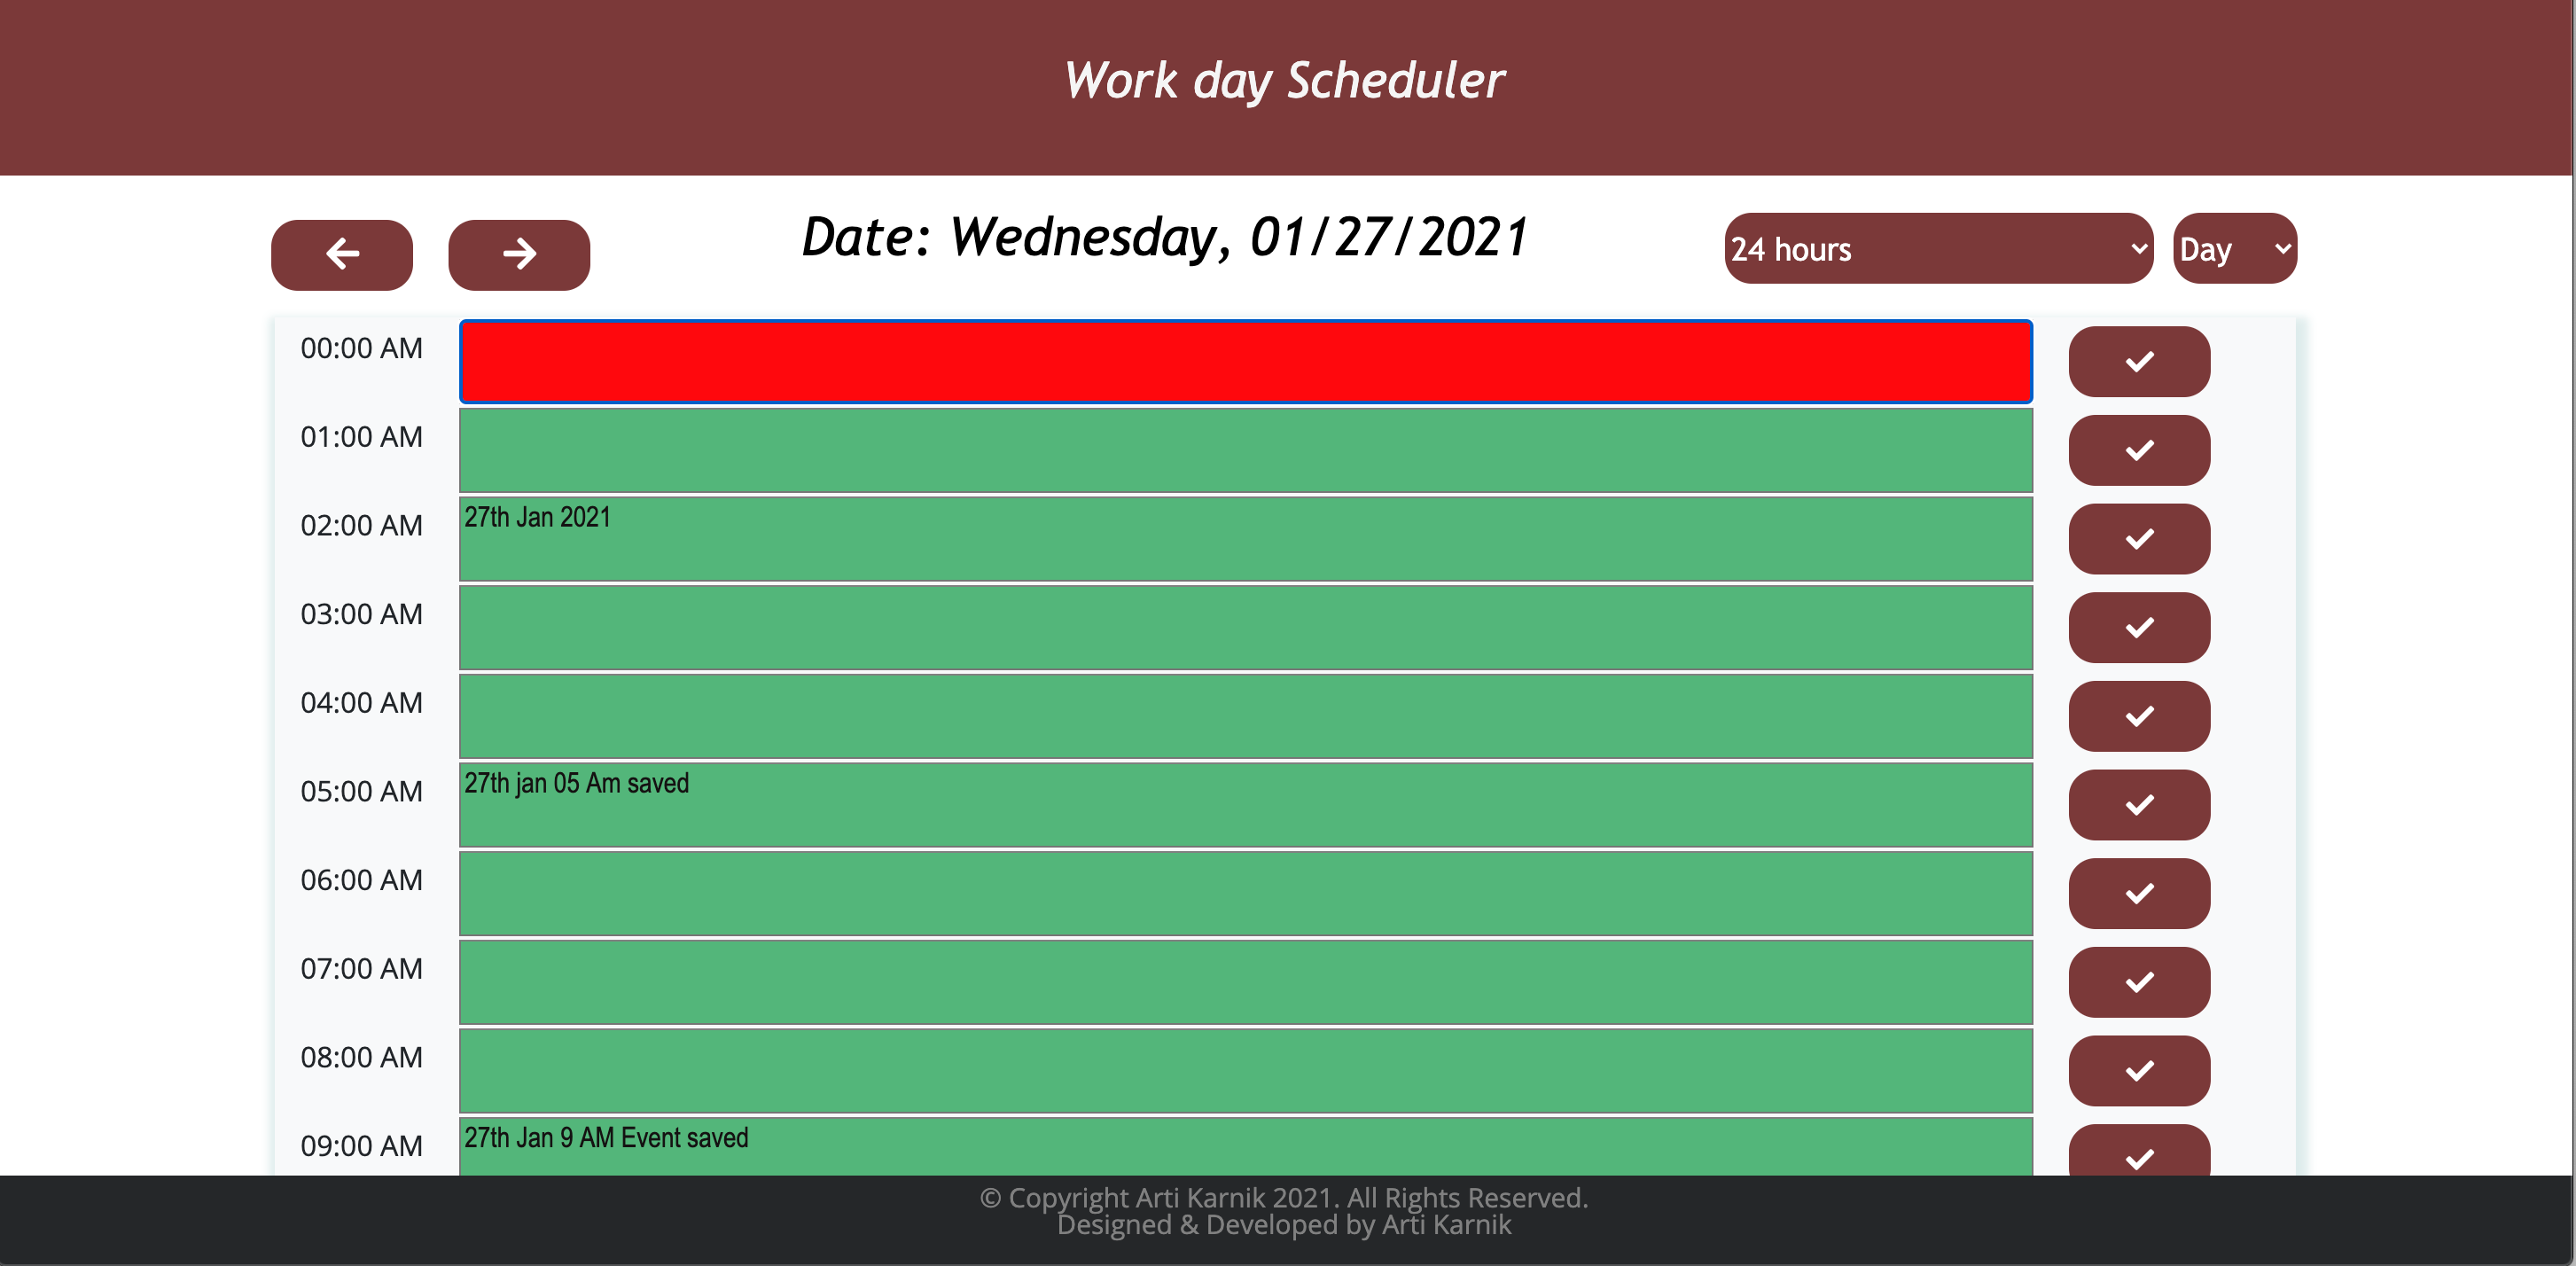 Work day Scheduler
Date: Wednesday, 01/27/2021
24 hours
Day
00:00 AM
01:00 AM
02:00 AM
27th Jan 2021
03:00 AM
04:00 AM
05:00 AM
27th jan 05 Am saved
06:00 AM
07:00 AM
08:00 AM
09:00 AM
27th Jan 9 AM Event saved
© Copyright Arti Karnik 2021. All Rights Reserved.
Designed & Developed by Arti Karnik